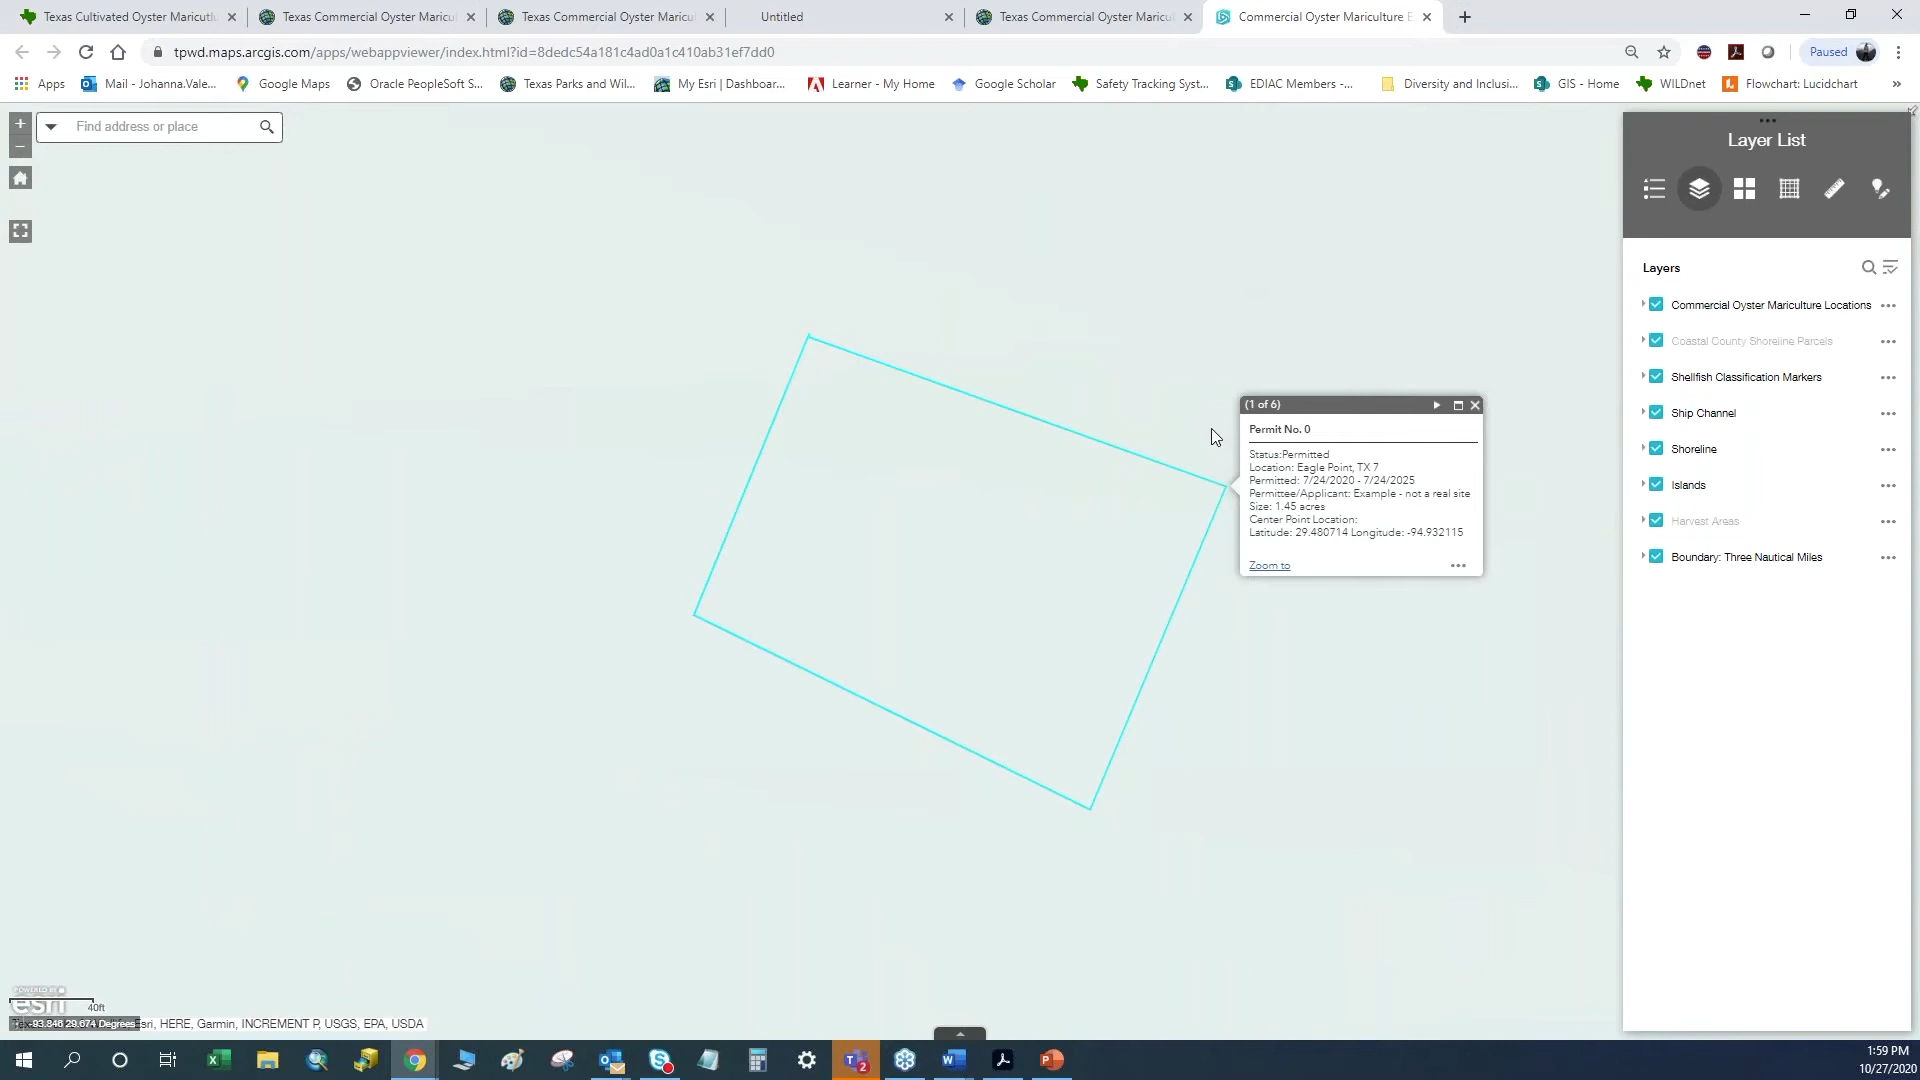 Texas Cultivated Oyster Maricultu
Texas Commercial Oyster Maricul
Texas Commercial Oyster Maricul
Untitled
Texas Commercial Oyster Maricul
Commercial Oyster Mariculture E
tpwd.maps.arcgis.com/apps/webappviewer/index.html?id=8dedc54a181c4ad0a1c410ab31ef7dd0
Paused
Apps
Mail - Johanna.Vale...
Google Maps
Oracle PeopleSoft S...
Texas Parks and Wil...
My Esri | Dashboar...
Learner - My Home
Google Scholar
Safety Tracking Syst...
EDIAC Members -...
Diversity and Inclusi...
GIS - Home
WILDnet
Flowchart: Lucidchart
Find address or place
Layer List
Layers
Commercial Oyster Mariculture Locations
Coastal County Shoreline Parcels
Shellfish Classification Markers
Ship Channel
Shoreline
Islands
Harvest Areas
Boundary: Three Nautical Miles
(1 of 6)
Permit No. 0
Status:Permitted
Location: Eagle Point, TX 7
Permitted: 7/24/2020 - 7/24/2025
Permittee/Applicant: Example - not a real site
Size: 1.45 acres
Center Point Location:
Latitude: 29.480714 Longitude: -94.932115
Zoom to
POWERED BY
esri
40ft
-93.846 29.674 Degrees
Esri, HERE, Garmin, INCREMENT P, USGS, EPA, USDA
1:59 PM
10/27/2020